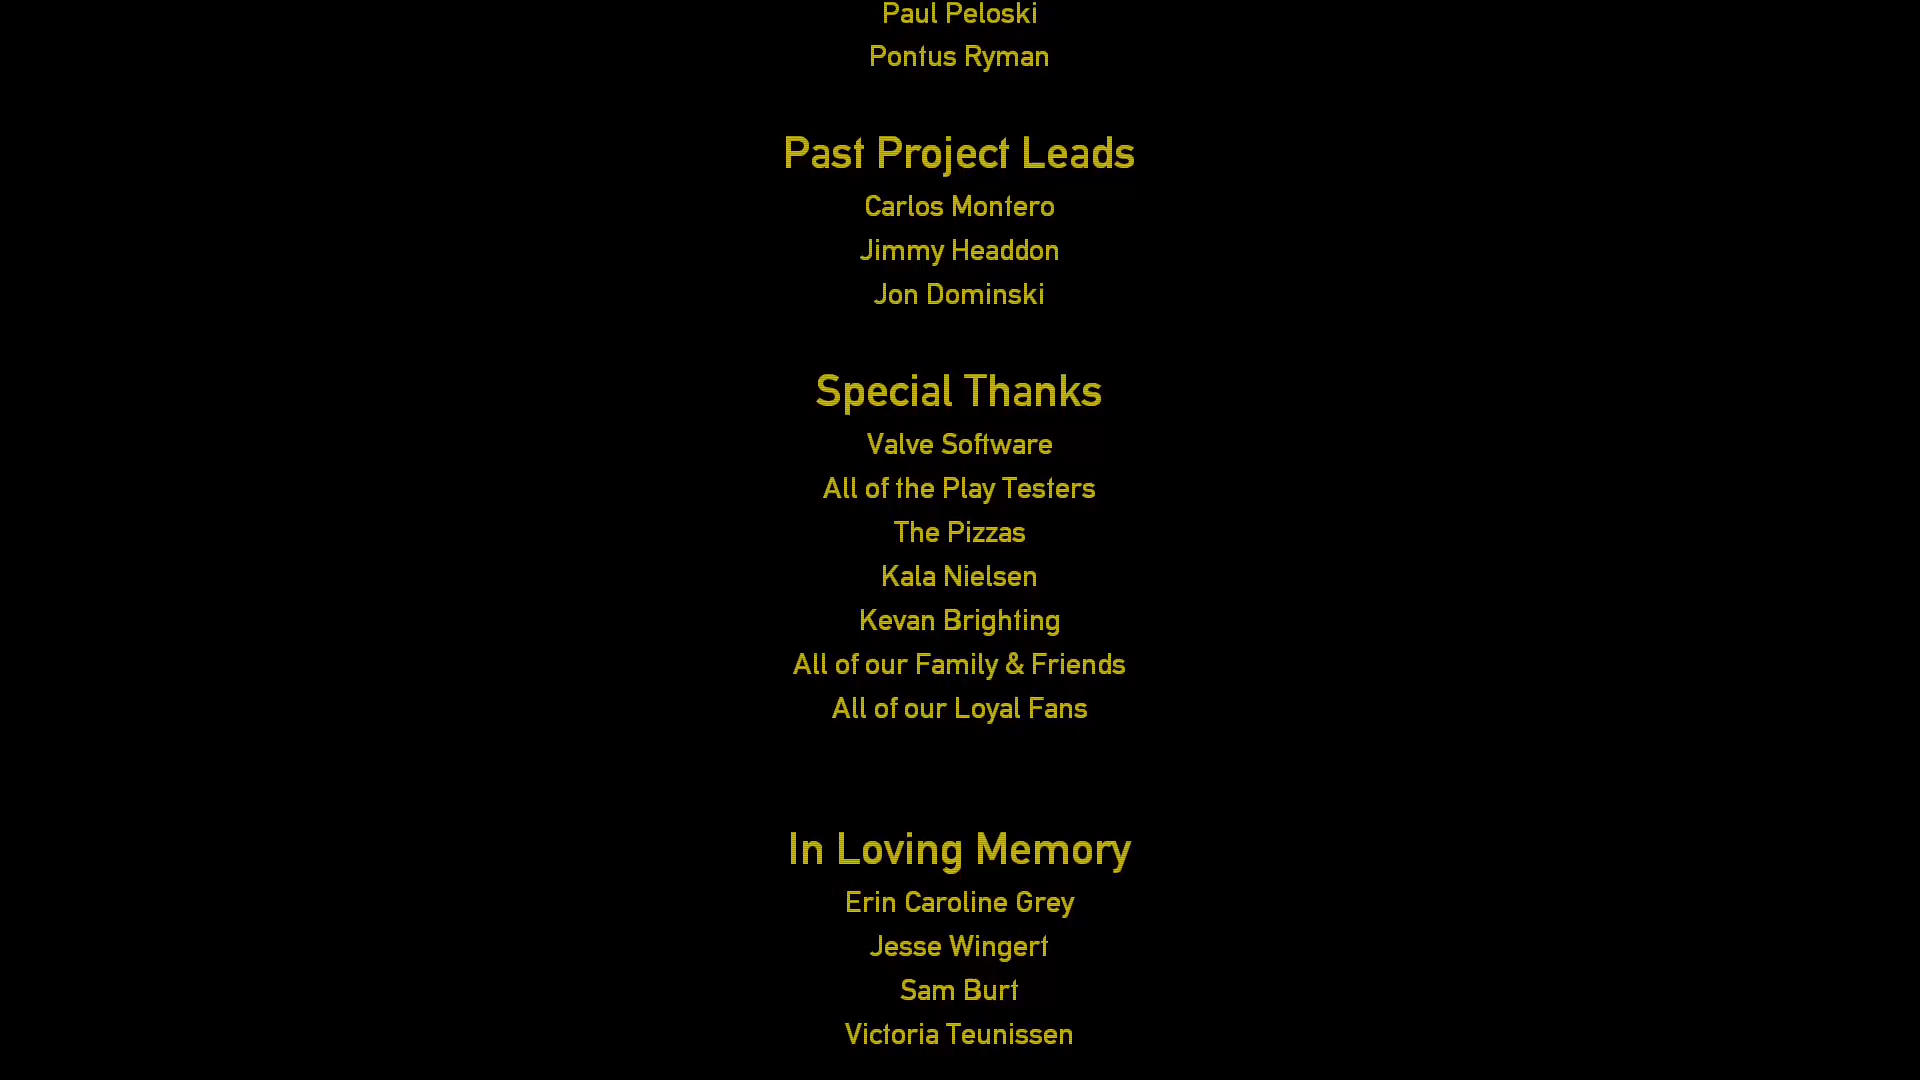 Paul Peloski
Pontus Ryman
Past Project Leads
Carlos Montero
Jimmy Headdon
Jon Dominski
Special Thanks
Valve Software
All of the Play Testers
The Pizzas
Kala Nielsen
Kevan Brighting
All of our Family & Friends
All of our Loyal Fans
In Loving Memory
Erin Caroline Grey
Jesse Wingert
Sam Burt
Victoria Teunissen